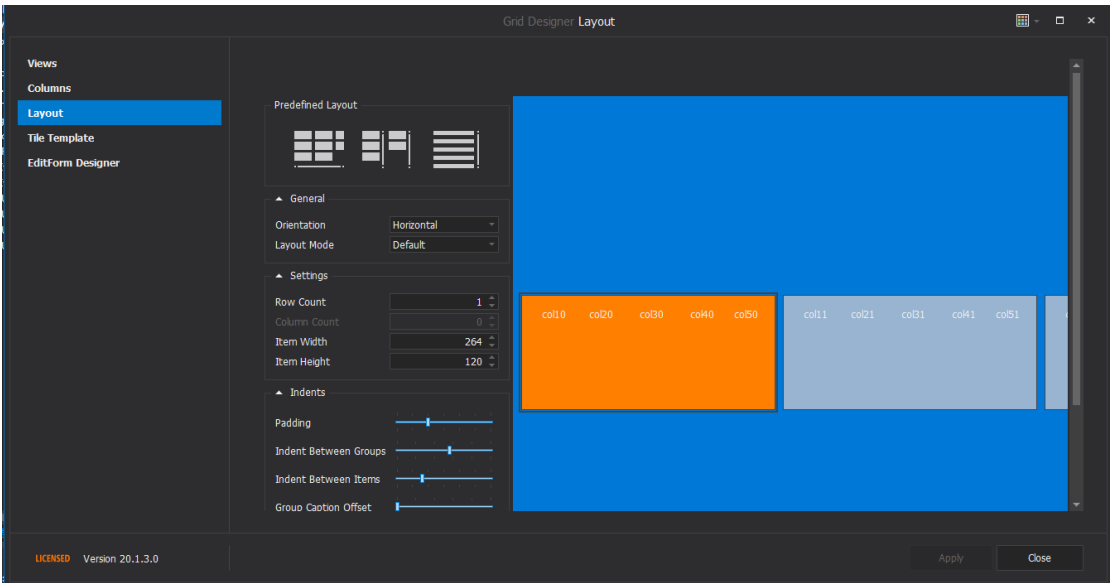 Grid Designer Layout
Views
Columns
Layout
Tile Template
EditForm Designer
Predefined Layout
General
Orientation Horizontal
Layout Mode Default
Settings
Row Count 1
Column Count 0
Item Width 264
Item Height 120
Indents
Padding
Indent Between Groups
Indent Between Items
Group Caption Offset
col10 col20 col30 col40 col50
col11 col21 col31 col41 col51
LICENSED Version 20.1.3.0
Apply Close